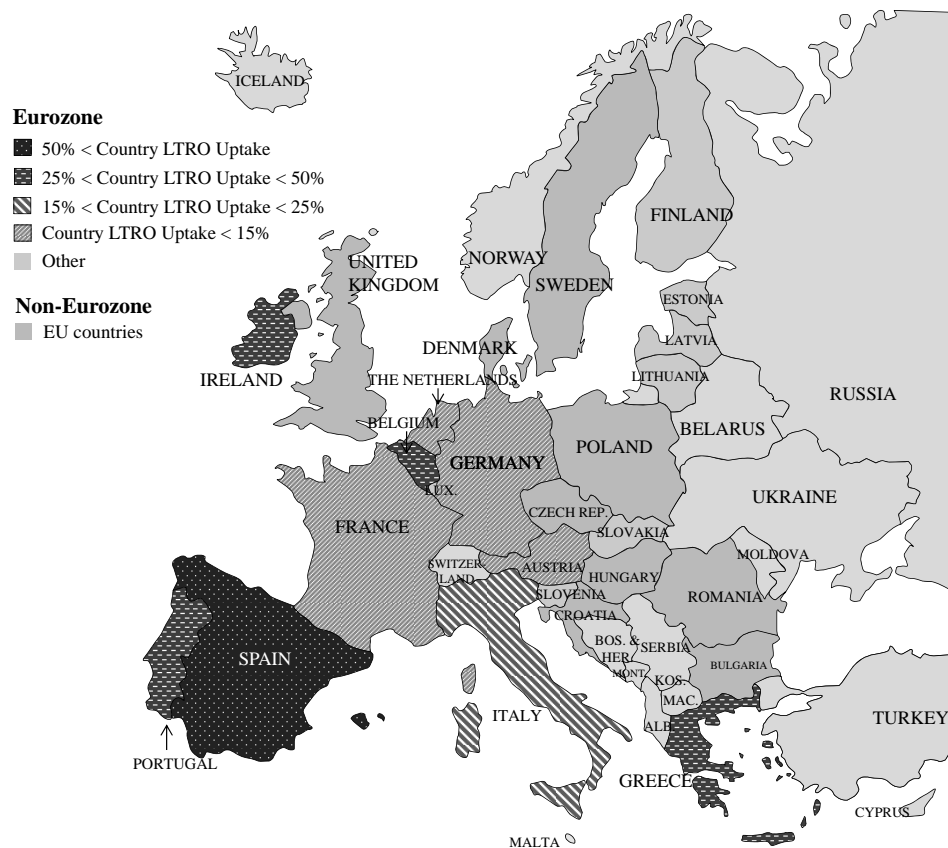 ICELAND
Eurozone
50% < Country LTRO Uptake
25% < Country LTRO Uptake < 50%
15% < Country LTRO Uptake < 25%
Country LTRO Uptake < 15%
Other
Non-Eurozone
EU countries
FINLAND
NORWAY
UNITED
KINGDOM
SWEDEN
ESTONIA
LATVIA
DENMARK
IRELAND
THE NETHERLANDS
LITHUANIA
RUSSIA
BELGIUM
BELARUS
POLAND
GERMANY
LUX.
UKRAINE
CZECH REP.
FRANCE
SLOVAKIA
MOLDOVA
SWITZER-
LAND
AUSTRIA
HUNGARY
SLOVENIA
ROMANIA
CROATIA
BOS. &
HER.
SERBIA
SPAIN
BULGARIA
MONT.
KOS.
MAC.
ITALY
ALB.
TURKEY
PORTUGAL
GREECE
CYPRUS
MALTA